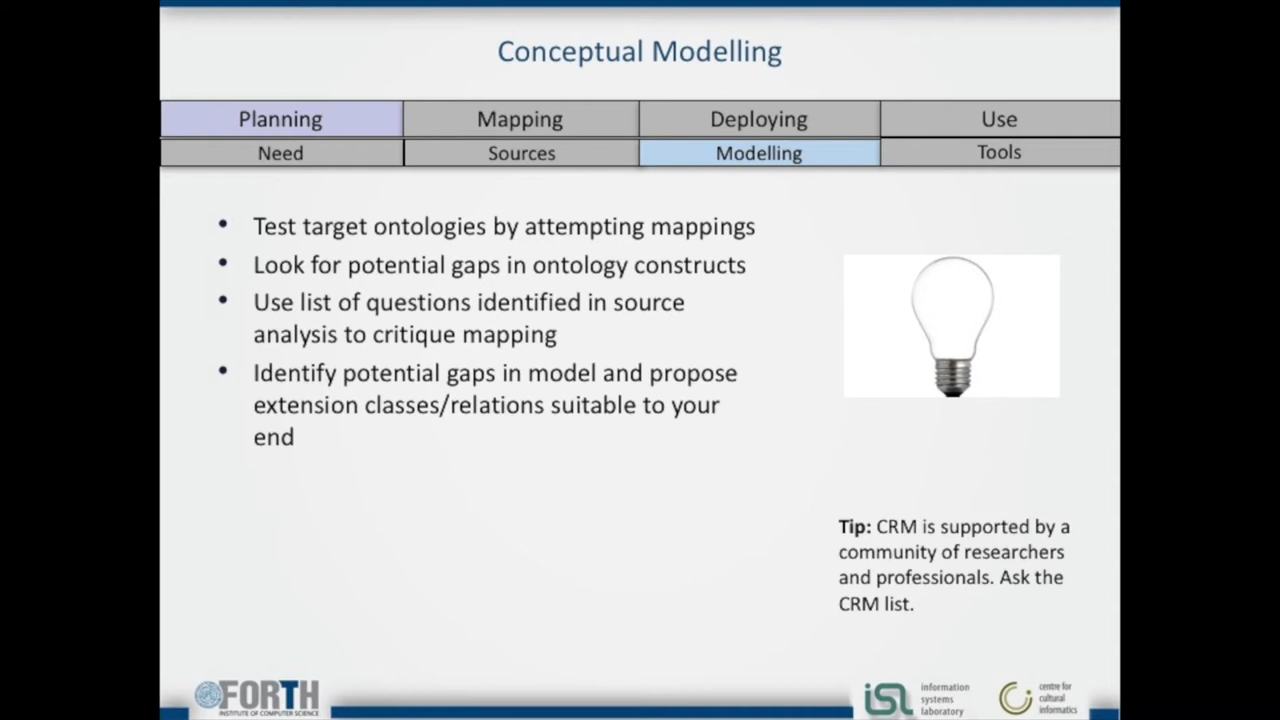 Conceptual Modelling
Planning
Mapping
Deploying
Use
Need
Sources
Modelling
Tools
• Test target ontologies by attempting mappings
• Look for potential gaps in ontology constructs
• Use list of questions identified in source
analysis to critique mapping
• Identify potential gaps in model and propose
extension classes/relations suitable to your
end
Tip: CRM is supported by a
community of researchers
and professionals. Ask the
CRM list.
FORTH
INSTITUTE OF COMPUTER SCIENCE
isl
information
systems
laboratory
centre for
cultural
informatics